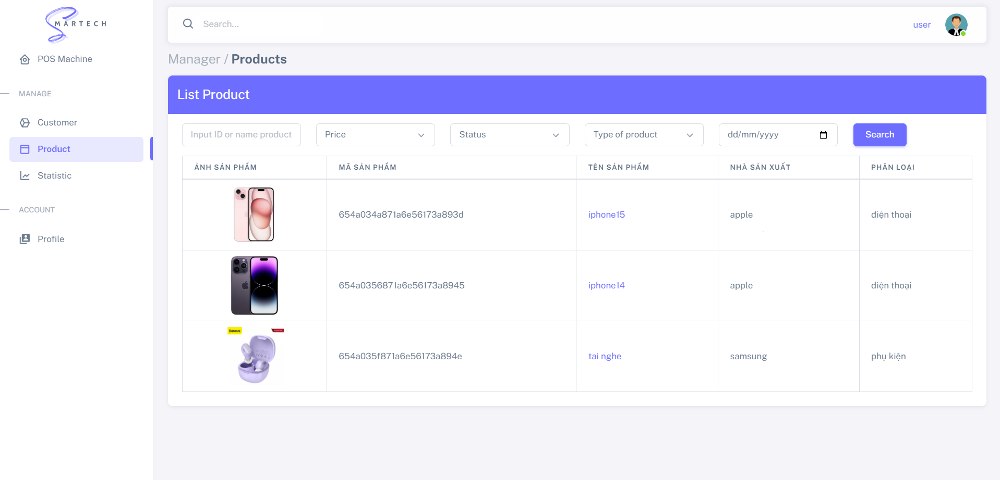 MARTECH
Search...
user
POS Machine
Manager / Products
MANAGE
List Product
Customer
Input ID or name product
Price
Status
Type of product
dd/mm/yyyy
Search
Product
Statistic
ACCOUNT
Profile
ẢNH SẢN PHẨM
MÃ SẢN PHẨM
TÊN SẢN PHẨM
NHÀ SẢN XUẤT
PHÂN LOẠI
654a034a871a6e56173a893d
iphone15
apple
điện thoại
654a0356871a6e56173a8945
iphone14
apple
điện thoại
Baseus
654a035f871a6e56173a894e
tai nghe
samsung
phụ kiện